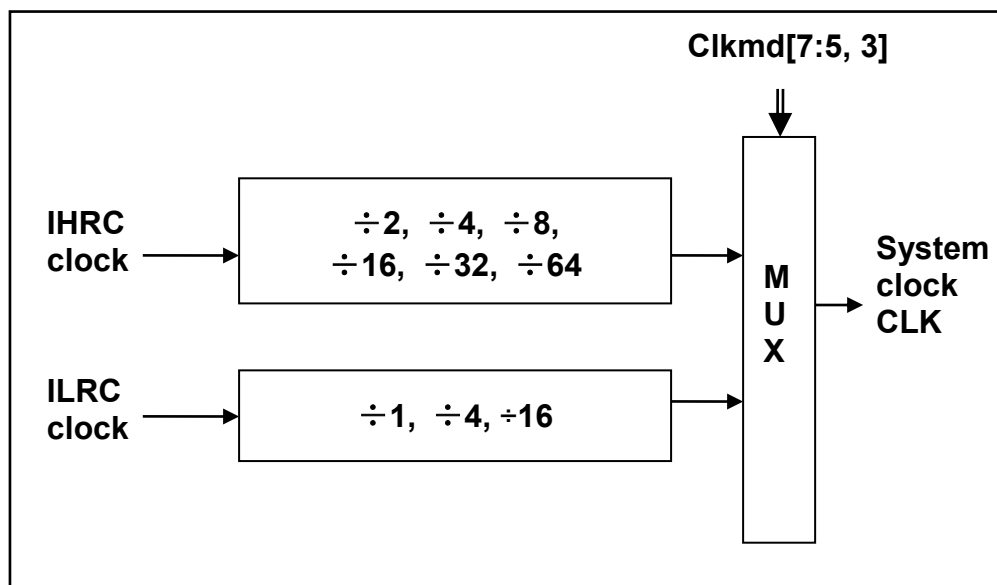 Clkmd[7:5, 3]
IHRC
clock
÷2, ÷4, ÷8,
÷16, ÷32, ÷64
M
U
X
System
clock
CLK
ILRC
clock
÷1, ÷4, ÷16